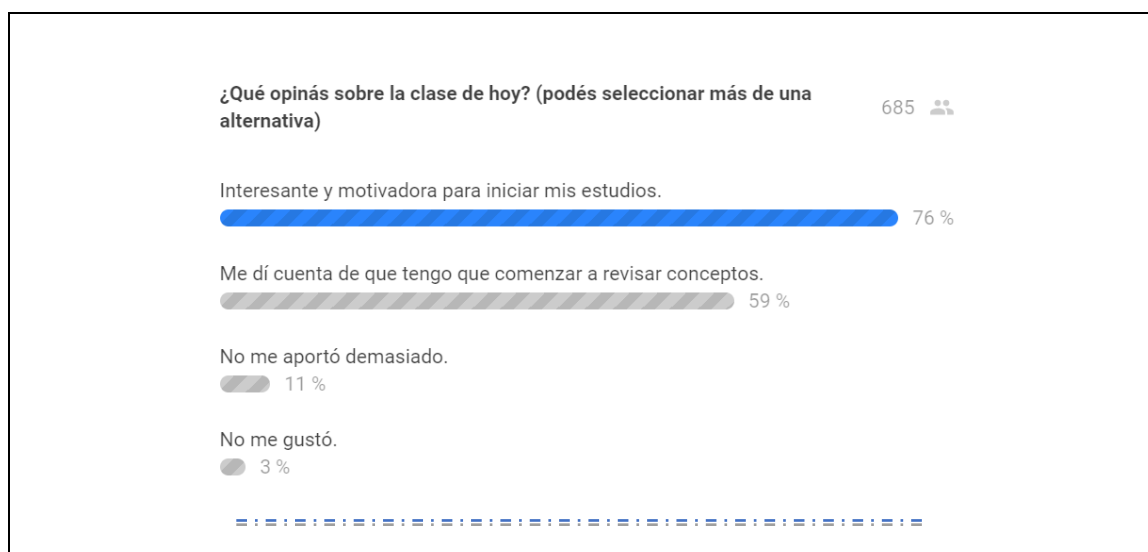 ¿Qué opinás sobre la clase de hoy? (podés seleccionar más de una
alternativa)
685
Interesante y motivadora para iniciar mis estudios.
76 %
Me dí cuenta de que tengo que comenzar a revisar conceptos.
59 %
No me aportó demasiado.
11 %
No me gustó.
3 %